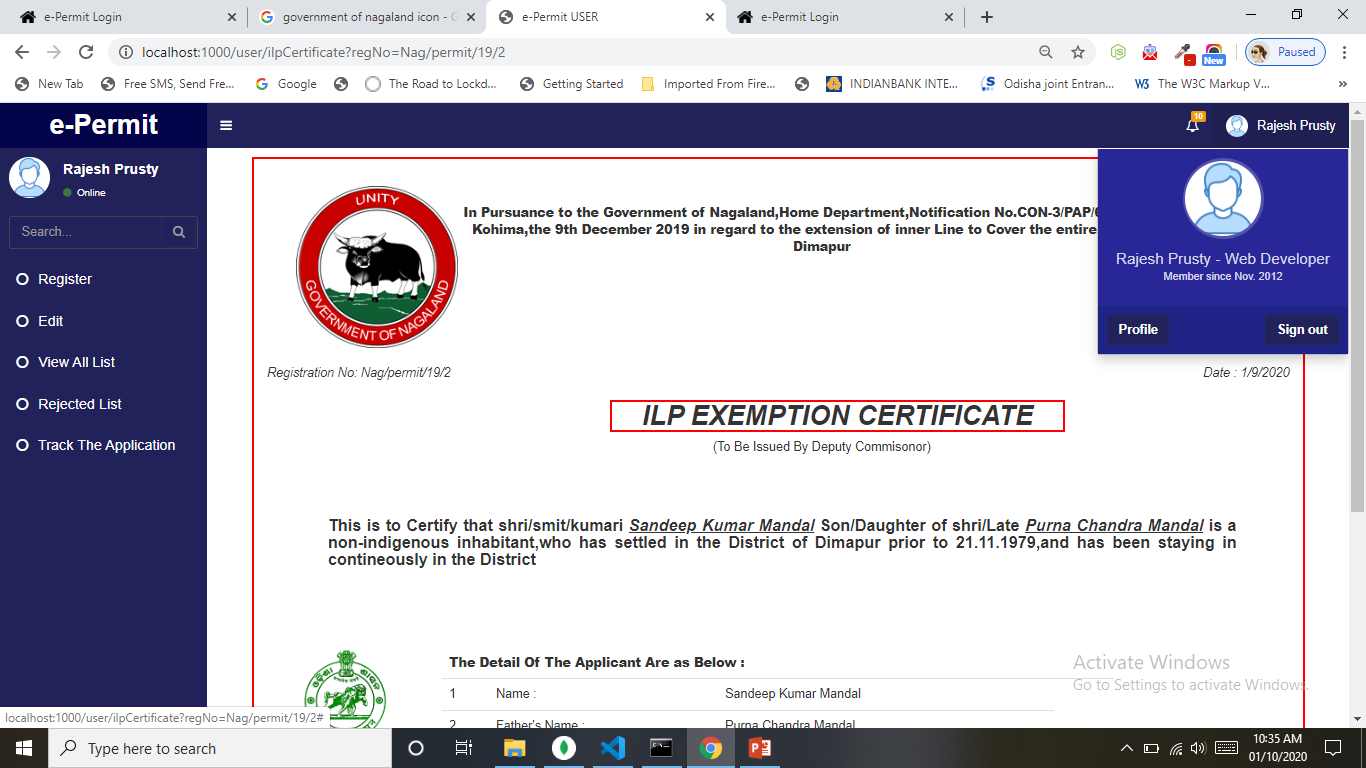 e-Permit Login
government of nagaland icon - G
e-Permit USER
e-Permit Login
localhost:1000/user/ilpCertificate?regNo=Nag/permit/19/2
New
Paused
New Tab
Free SMS, Send Fre...
Google
The Road to Lockd...
Getting Started
Imported From Fire...
INDIANBANK INTE...
Odisha joint Entran...
The W3C Markup V...
e-Permit
10
Rajesh Prusty
Rajesh Prusty
Online
Search...
Register
Edit
View All List
Rejected List
Track The Application
UNITY
GOVERNMENT OF NAGALAND
In Pursuance to the Government of Nagaland,Home Department,Notification No.CON-3/PAP/
Kohima,the 9th December 2019 in regard to the extension of inner Line to Cover the entire
Dimapur
Rajesh Prusty - Web Developer
Member since Nov. 2012
Profile
Sign out
Registration No: Nag/permit/19/2
Date : 1/9/2020
ILP EXEMPTION CERTIFICATE
(To Be Issued By Deputy Commisonor)
This is to Certify that shri/smit/kumari Sandeep Kumar Mandal Son/Daughter of shri/Late Purna Chandra Mandal is a
non-indigenous inhabitant,who has settled in the District of Dimapur prior to 21.11.1979,and has been staying in
contineously in the District
The Detail Of The Applicant Are as Below :
1 Name : Sandeep Kumar Mandal
2 Father's Name : Purna Chandra Mandal
Activate Windows
Go to Settings to activate Windows.
localhost:1000/user/ilpCertificate?regNo=Nag/permit/19/2#
Type here to search
10:35 AM
01/10/2020